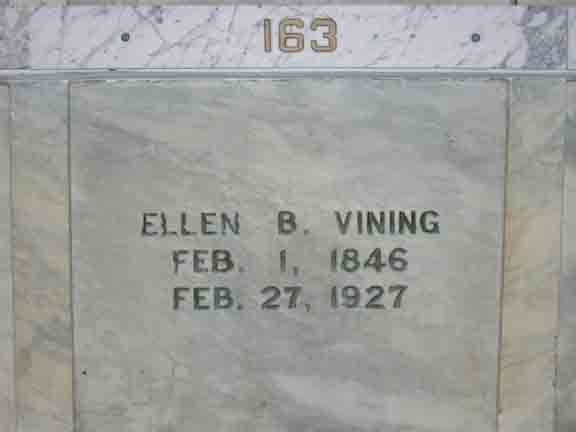 163
ELLEN B. VINING
FEB. 1, 1846
FEB. 27, 1927